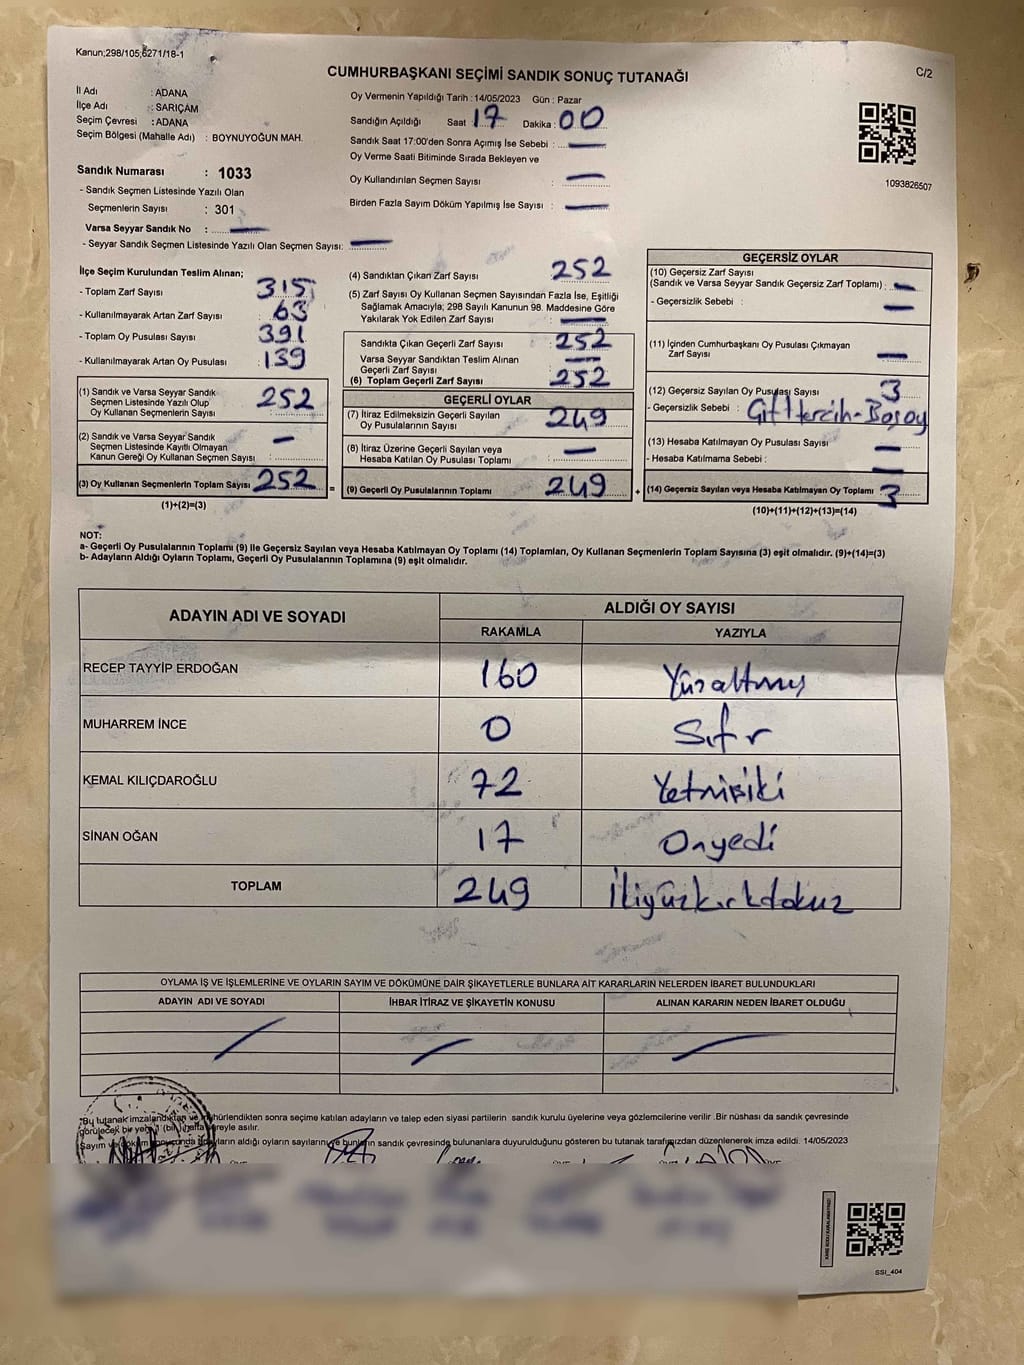 Kanun;298/105;6271/18-1
C/2
CUMHURBAŞKANI SEÇİMİ SANDIK SONUÇ TUTANAĞI
İl Adı : ADANA
İlçe Adı : SARIÇAM
Seçim Çevresi : ADANA
Seçim Bölgesi (Mahalle Adı) : BOYNUYOĞUN MAH.
Sandık Numarası : 1033
- Sandık Seçmen Listesinde Yazılı Olan
Seçmenlerin Sayısı : 301
Varsa Seyyar Sandık No :
- Seyyar Sandık Seçmen Listesinde Yazılı Olan Seçmen Sayısı:
Oy Vermenin Yapıldığı Tarih : 14/05/2023 Gün : Pazar
Sandığın Açıldığı Saat 17 Dakika : 00
Sandık Saat 17:00'den Sonra Açımış İse Sebebi :
Oy Verme Saati Bitiminde Sırada Bekleyen ve
Oy Kullandırılan Seçmen Sayısı :
Birden Fazla Sayım Döküm Yapılmış İse Sayısı :
1093826507
İlçe Seçim Kurulundan Teslim Alınan;
- Toplam Zarf Sayısı : 315
- Kullanılmayarak Artan Zarf Sayısı : 63
- Toplam Oy Pusulası Sayısı : 391
- Kullanılmayarak Artan Oy Pusulası : 139
(1) Sandık ve Varsa Seyyar Sandık
Seçmen Listesinde Yazılı Olup
Oy Kullanan Seçmenlerin Sayısı : 252
(2) Sandık ve Varsa Seyyar Sandık
Seçmen Listesinde Kayıtlı Olmayan
Kanun Gereği Oy Kullanan Seçmen Sayısı :
(3) Oy Kullanan Seçmenlerin Toplam Sayısı 252 =
(1)+(2)=(3)
(4) Sandıktan Çıkan Zarf Sayısı : 252
(5) Zarf Sayısı Oy Kullanan Seçmen Sayısından Fazla İse, Eşitliği
Sağlamak Amacıyla; 298 Sayılı Kanunun 98. Maddesine Göre
Yakılarak Yok Edilen Zarf Sayısı :
Sandıkta Çıkan Geçerli Zarf Sayısı : 252
Varsa Seyyar Sandıktan Teslim Alınan
Geçerli Zarf Sayısı :
(6) Toplam Geçerli Zarf Sayısı : 252
GEÇERLİ OYLAR
(7) İtiraz Edilmeksizin Geçerli Sayılan
Oy Pusulalarının Sayısı : 249
(8) İtiraz Üzerine Geçerli Sayılan veya
Hesaba Katılan Oy Pusulası Toplamı :
(9) Geçerli Oy Pusulalarının Toplamı 249 +
GEÇERSİZ OYLAR
(10) Geçersiz Zarf Sayısı
(Sandık ve Varsa Seyyar Sandık Geçersiz Zarf Toplamı) :
- Geçersizlik Sebebi :
(11) İçinden Cumhurbaşkanı Oy Pusulası Çıkmayan
Zarf Sayısı :
(12) Geçersiz Sayılan Oy Pusulası Sayısı : 3
- Geçersizlik Sebebi : Çift tercih-Boş oy
(13) Hesaba Katılmayan Oy Pusulası Sayısı :
- Hesaba Katılmama Sebebi :
(14) Geçersiz Sayılan veya Hesaba Katılmayan Oy Toplamı : 3
(10)+(11)+(12)+(13)=(14)
NOT:
a- Geçerli Oy Pusulalarının Toplamı (9) ile Geçersiz Sayılan veya Hesaba Katılmayan Oy Toplamı (14) Toplamları, Oy Kullanan Seçmenlerin Toplam Sayısına (3) eşit olmalıdır. (9)+(14)=(3)
b- Adayların Aldığı Oyların Toplamı, Geçerli Oy Pusulalarının Toplamına (9) eşit olmalıdır.
ADAYIN ADI VE SOYADI
ALDIĞI OY SAYISI
RAKAMLA YAZIYLA
RECEP TAYYİP ERDOĞAN 160 Yüzaltmış
MUHARREM İNCE 0 Sıfır
KEMAL KILIÇDAROĞLU 72 Yetmişiki
SİNAN OĞAN 17 Onyedi
TOPLAM 249 İkiyüzkırkdokuz
OYLAMA İŞ VE İŞLEMLERİNE VE OYLARIN SAYIM VE DÖKÜMÜNE DAİR ŞİKAYETLERLE BUNLARA AİT KARARLARIN NELERDEN İBARET BULUNDUKLARI
ADAYIN ADI VE SOYADI İHBAR İTİRAZ VE ŞİKAYETİN KONUSU ALINAN KARARIN NEDEN İBARET OLDUĞU
"Bu tutanak imzalandıktan ve mühürlendikten sonra seçime katılan adayların ve talep eden siyasi partilerin sandık kurulu üyelerine veya gözlemcilerine verilir .Bir nüshası da sandık çevresinde
görülecek bir yere 1 (bir) hafta süreyle asılır.
Sayım ve adayların aldığı oyların sayılarını ve bunların sandık çevresinde bulunanlara duyurulduğunu gösteren bu tutanak tarafımızdan düzenlenerek imza edildi. 14/05/2023
SSI_404